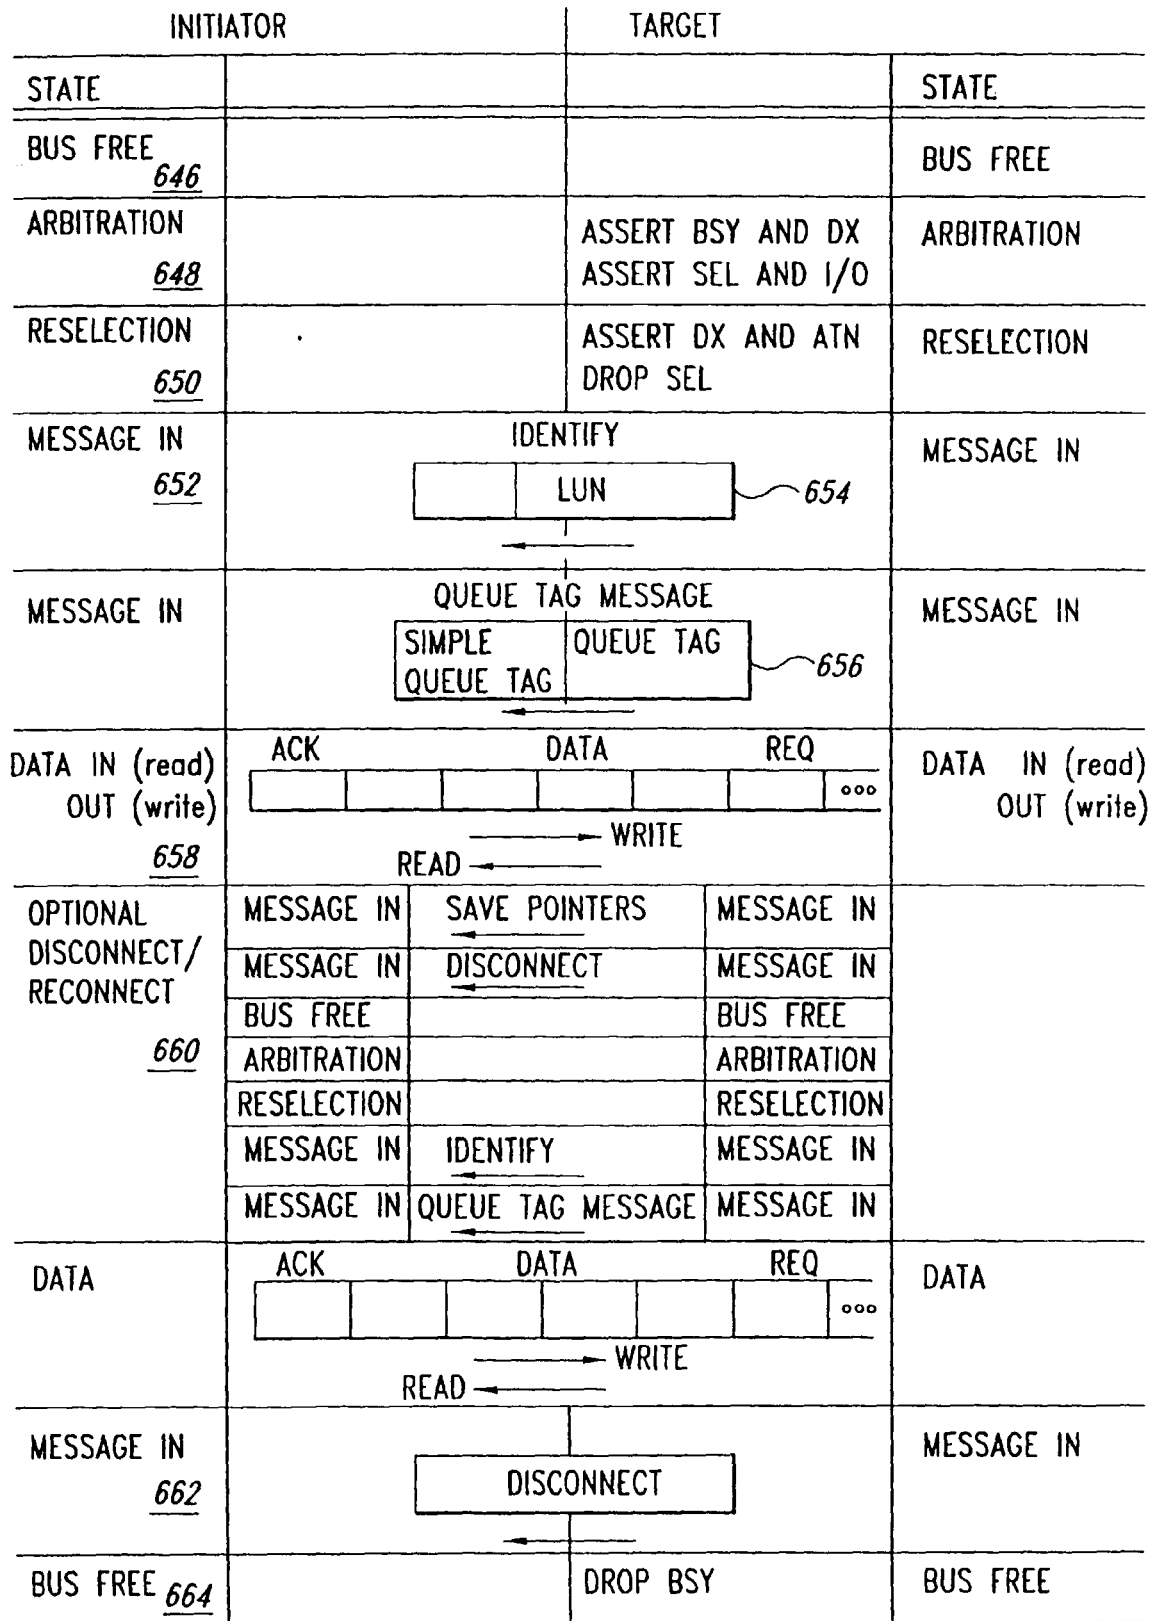 INITIATOR TARGET
STATE STATE
BUS FREE 646 BUS FREE
ARBITRATION 648 ASSERT BSY AND DX ARBITRATION
ASSERT SEL AND I/O
RESELECTION 650 ASSERT DX AND ATN RESELECTION
DROP SEL
MESSAGE IN 652 IDENTIFY MESSAGE IN
LUN 654
MESSAGE IN QUEUE TAG MESSAGE MESSAGE IN
SIMPLE QUEUE TAG
QUEUE TAG 656
ACK DATA REQ
DATA IN (read) ooo DATA IN (read)
OUT (write) OUT (write)
WRITE
658 READ
OPTIONAL MESSAGE IN SAVE POINTERS MESSAGE IN
DISCONNECT/ MESSAGE IN DISCONNECT MESSAGE IN
RECONNECT
BUS FREE BUS FREE
660 ARBITRATION ARBITRATION
RESELECTION RESELECTION
MESSAGE IN IDENTIFY MESSAGE IN
MESSAGE IN QUEUE TAG MESSAGE MESSAGE IN
ACK DATA REQ
DATA ooo DATA
WRITE
READ
MESSAGE IN 662 MESSAGE IN
DISCONNECT
BUS FREE 664 DROP BSY BUS FREE